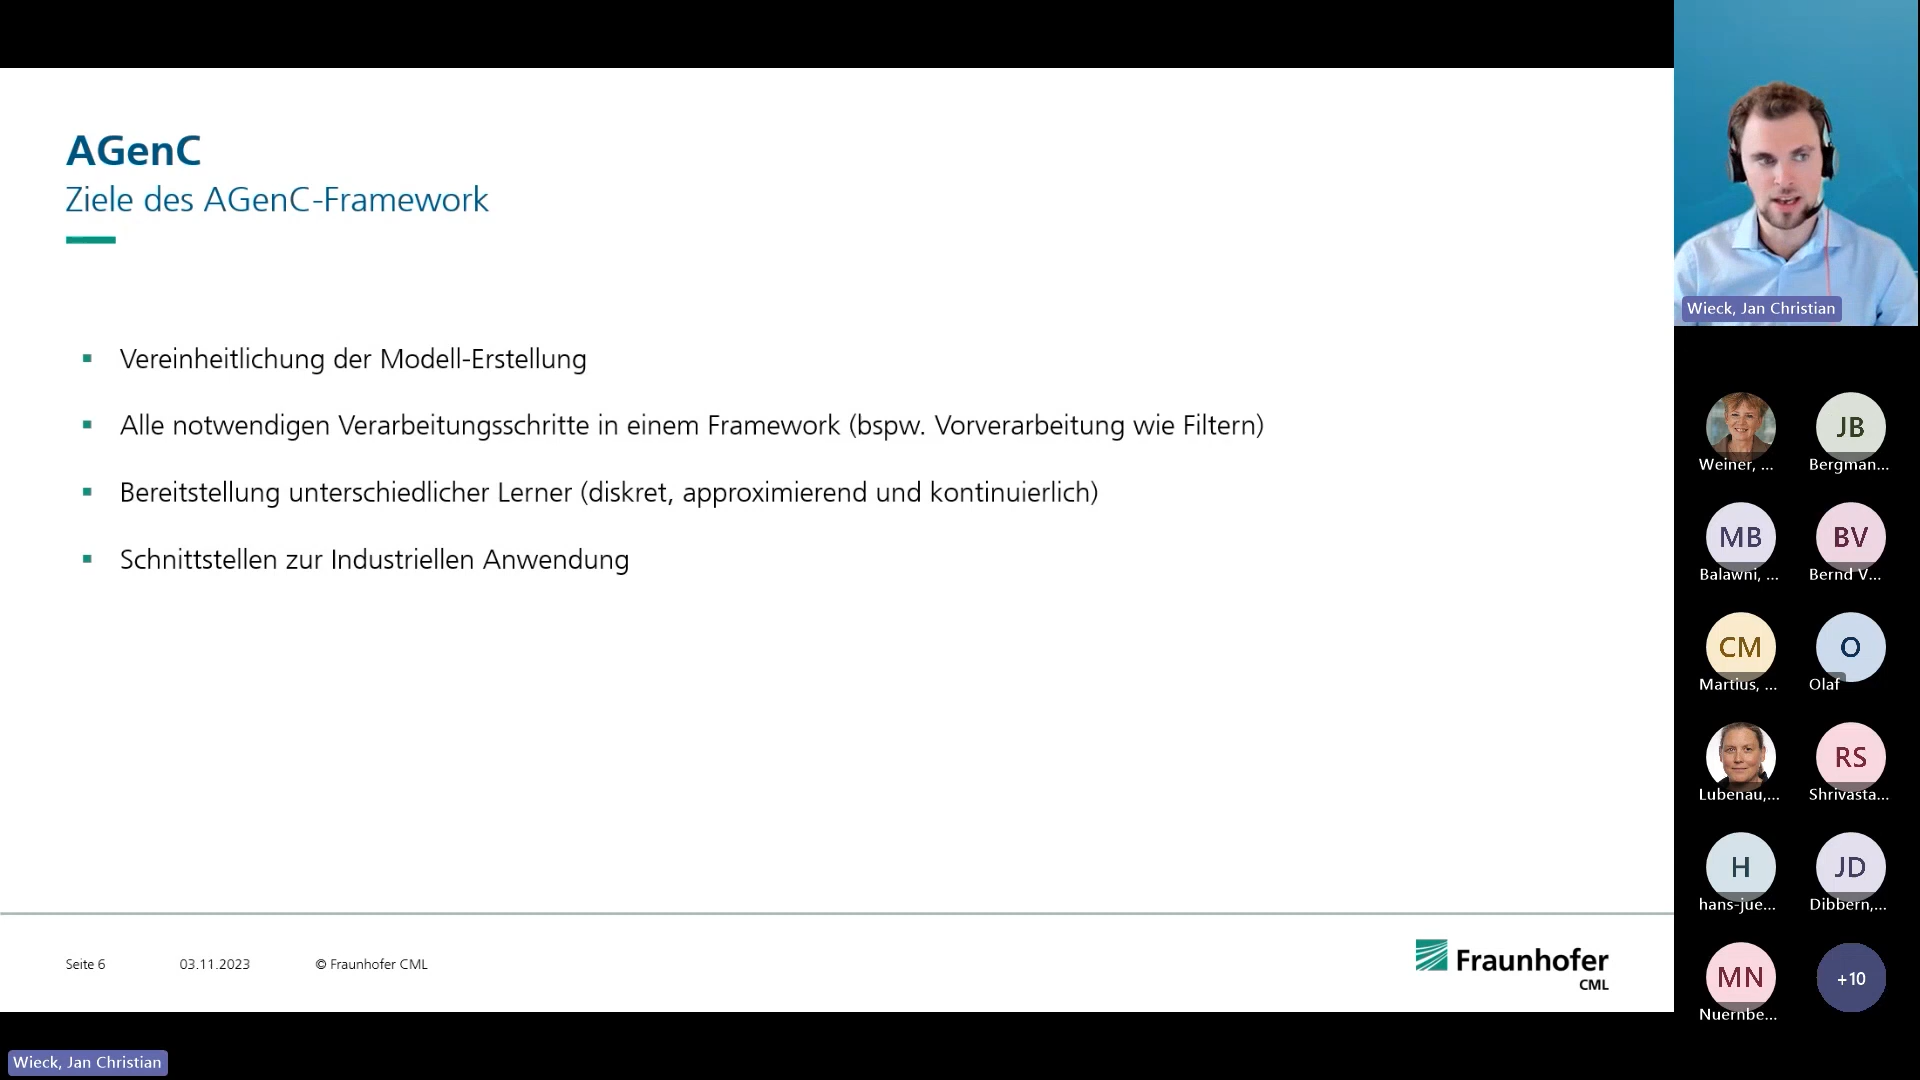 AGenC
Ziele des AGenC-Framework
Vereinheitlichung der Modell-Erstellung
Alle notwendigen Verarbeitungsschritte in einem Framework (bspw. Vorverarbeitung wie Filtern)
Bereitstellung unterschiedlicher Lerner (diskret, approximierend und kontinuierlich)
Schnittstellen zur Industriellen Anwendung
Seite 6 03.11.2023 © Fraunhofer CML
Fraunhofer
CML
Wieck, Jan Christian
Wieck, Jan Christian
JB
Weiner, ... Bergman...
MB BV
Balawni, ... Bernd V...
CM O
Martius, ... Olaf
RS
Lubenau,... Shrivasta...
H JD
hans-jue... Dibbern,...
MN +10
Nuernbe...